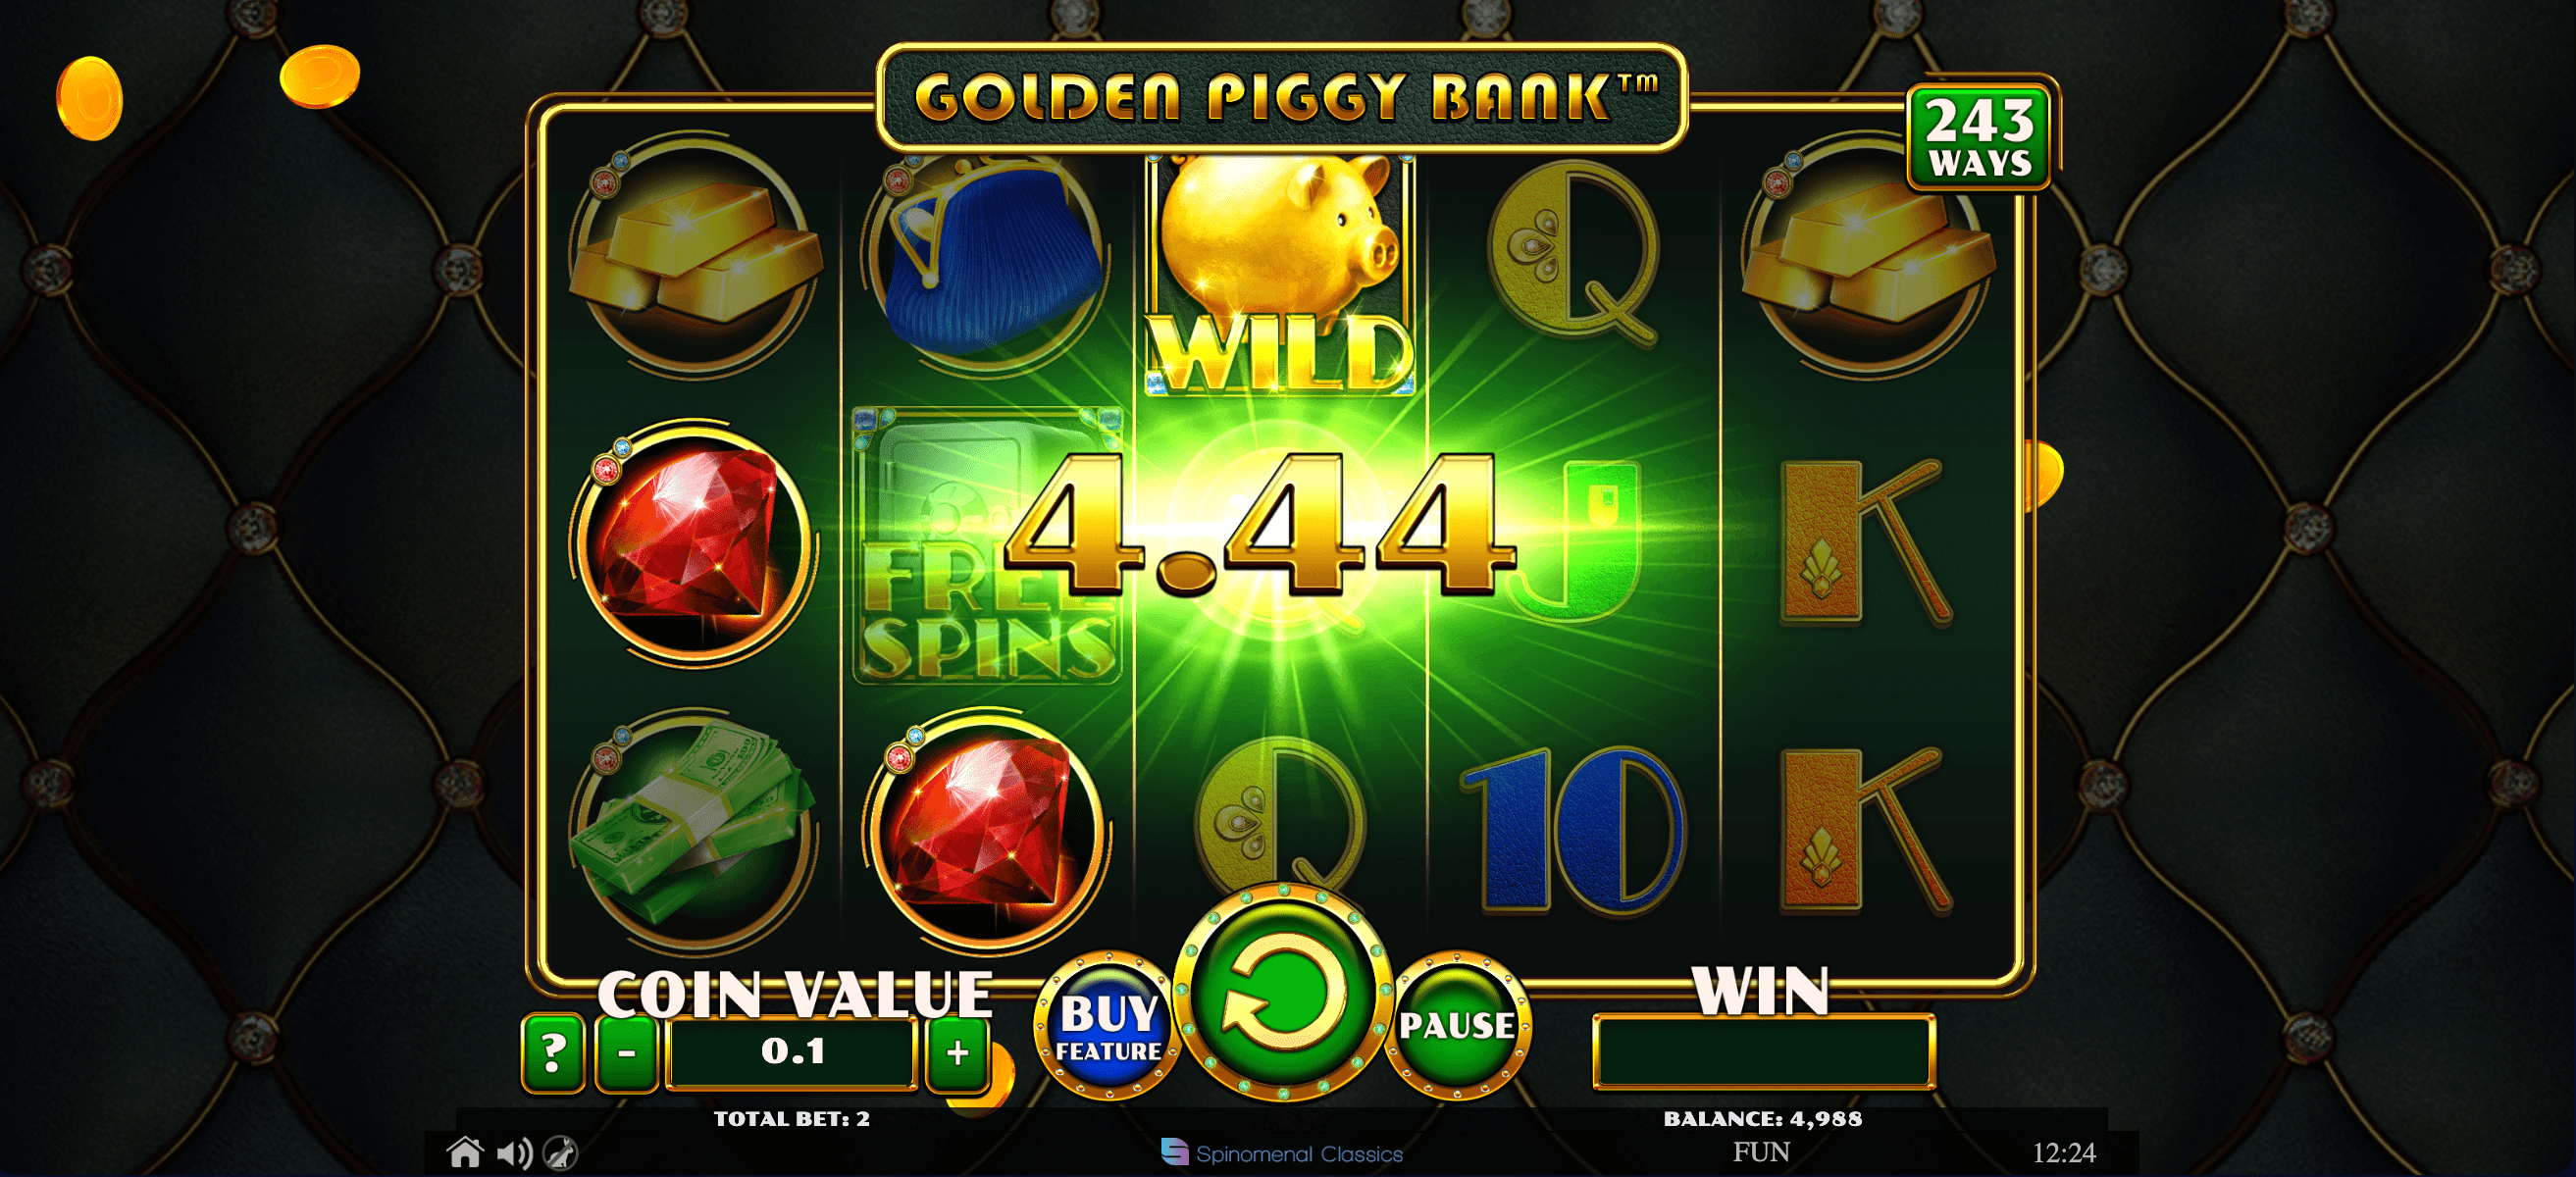 GOLDEN PIGGY BANK™
243
WAYS
Q
WILD
FREE
SPINS
4.44
J
K
Q
10
K
COIN VALUE
WIN
BUY
FEATURE
PAUSE
?
-
0.1
+
TOTAL BET: 2
BALANCE: 4,988
Spinomenal Classics
FUN
12:24